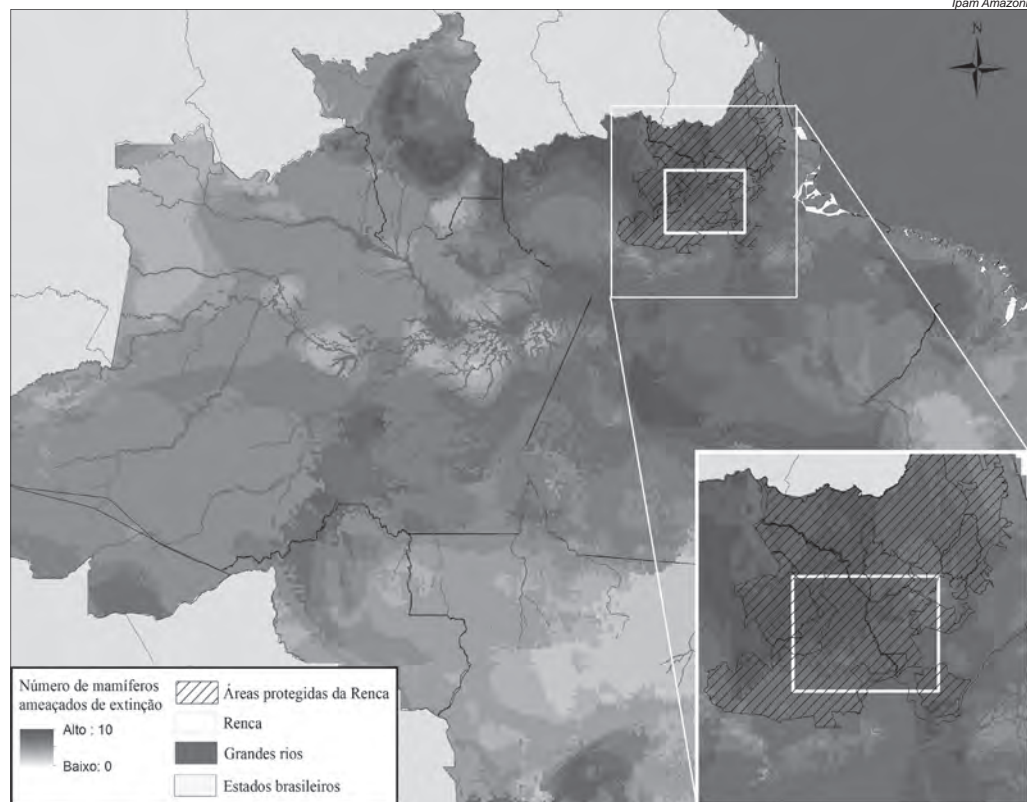 Ipam Amazôni
N
Número de mamíferos
ameaçados de extinção
Alto : 10
Baixo: 0
Áreas protegidas da Renca
Renca
Grandes rios
Estados brasileiros